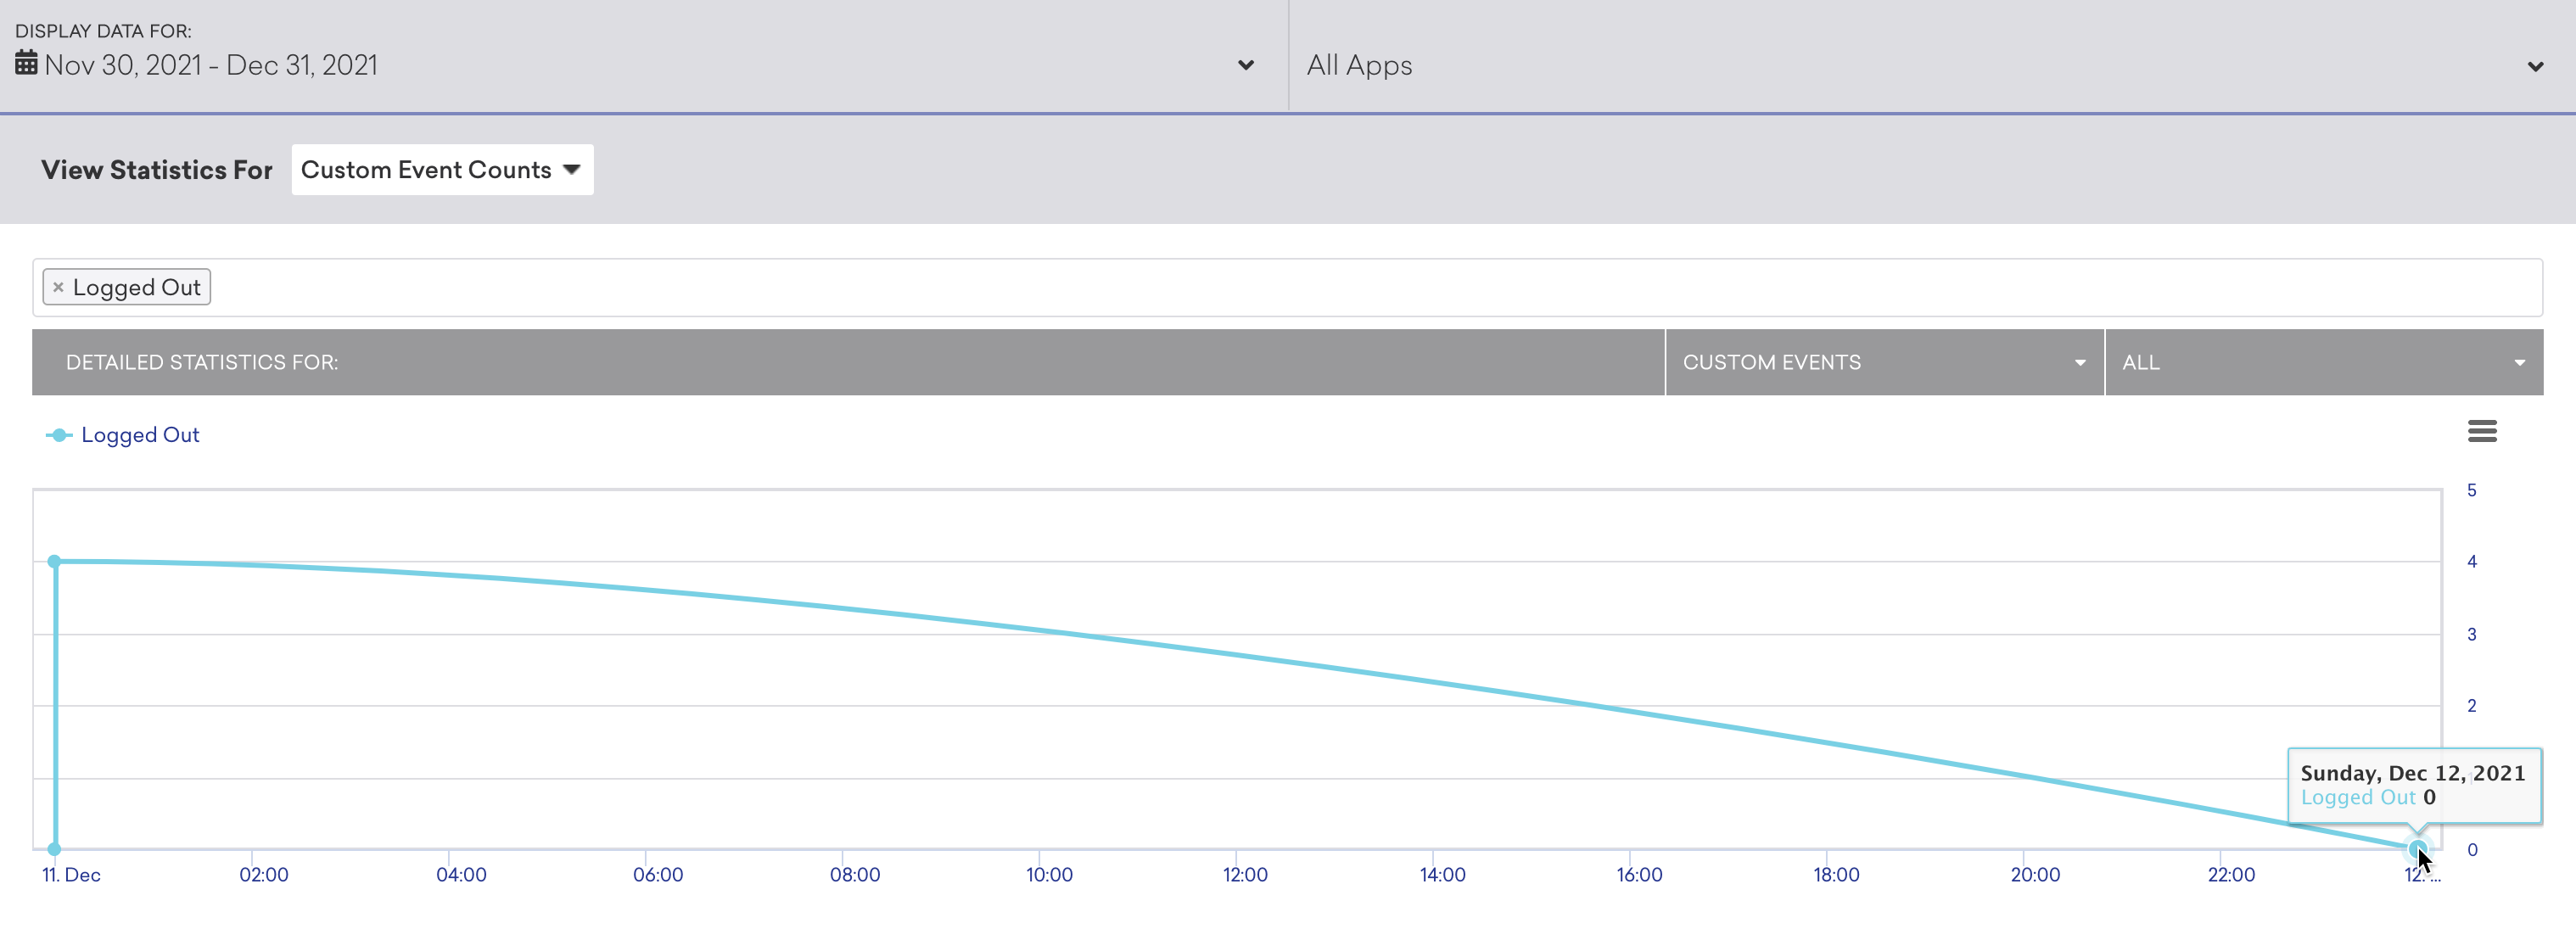 DISPLAY DATA FOR:
Nov 30, 2021 - Dec 31, 2021
All Apps
View Statistics For
Custom Event Counts
× Logged Out
DETAILED STATISTICS FOR:
CUSTOM EVENTS
ALL
Logged Out
5
4
3
2
Sunday, Dec 12, 2021
Logged Out 0
0
11. Dec
02:00
04:00
06:00
08:00
10:00
12:00
14:00
16:00
18:00
20:00
22:00
12. ...